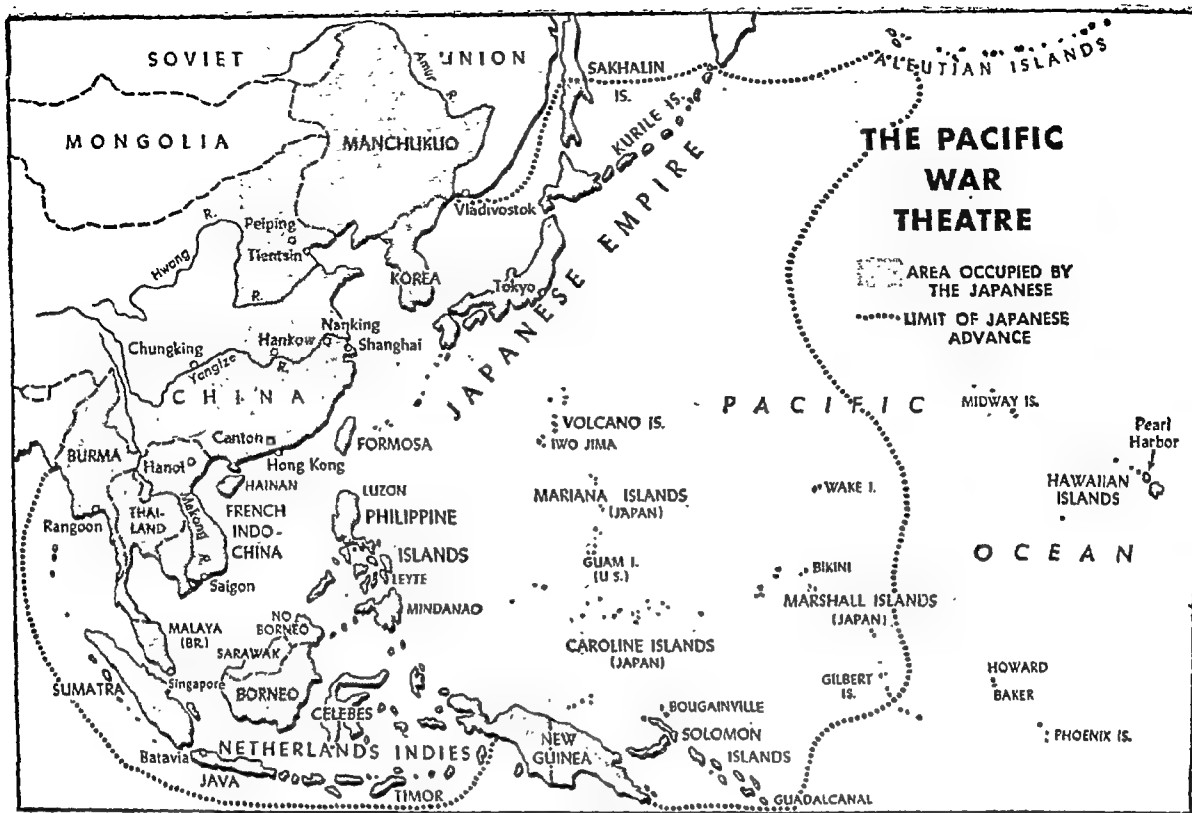 SOVIET UNION
Amur R.
SAKHALIN
IS.
ALEUTIAN ISLANDS
MONGOLIA
MANCHUKUO
KURILE IS.
THE PACIFIC
WAR
THEATRE
Vladivostok
Peiping
Tientsin
Hwang R.
R.
KOREA
Tokyo
JAPANESE EMPIRE
AREA OCCUPIED BY
THE JAPANESE
LIMIT OF JAPANESE
ADVANCE
Nanking
Hankow
Shanghai
Chungking
Yangtze R.
CHINA
PACIFIC
MIDWAY IS.
VOLCANO IS.
IWO JIMA
Pearl
Harbor
Canton
FORMOSA
BURMA
Hanoi
Hong Kong
HAINAN
HAWAIIAN
ISLANDS
LUZON
MARIANA ISLANDS
(JAPAN)
WAKE I.
Rangoon
THAI-
LAND
Mekong R.
FRENCH
INDO-
CHINA
PHILIPPINE
ISLANDS
OCEAN
GUAM I.
(U S.)
BIKINI
Saigon
LEYTE
MINDANAO
MARSHALL ISLANDS
(JAPAN)
NO
BORNEO
MALAYA
(BR.)
SARAWAK
CAROLINE ISLANDS
(JAPAN)
Singapore
SUMATRA
BORNEO
CELEBES
GILBERT
IS.
HOWARD
BAKER
BOUGAINVILLE
SOLOMON
ISLANDS
NEW
GUINEA
PHOENIX IS.
Batavia
NETHERLANDS INDIES
JAVA
TIMOR
GUADALCANAL